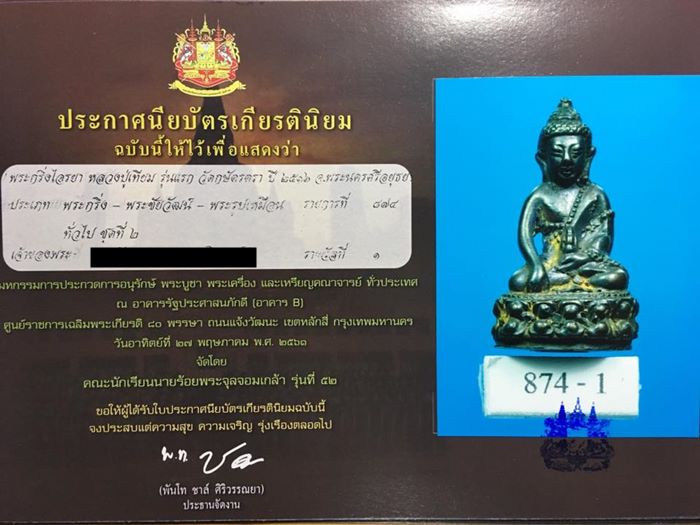 ประกาศนียบัตรเกียรตินิยม
ฉบับนี้ให้ไว้เพื่อแสดงว่า
พระกริ่งไอรยา หลวงปู่เทียม รุ่นแรก วัดกษัตรตรา ปี ๒๕๑๖ จ.พระนครศรีอยุธยา
ประเภท พระกริ่ง - พระชัยวัฒน์ - พระรูปเหมือน รายการที่ ๘๗๔
ทั่วไป ชุดที่ ๒
เจ้าของพระ รางวัลที่ ๑
มหกรรมการประกวดการอนุรักษ์ พระบูชา พระเครื่อง และเหรียญคณาจารย์ ทั่วประเทศ
ณ อาคารรัฐประศาสนภักดี (อาคาร B)
ศูนย์ราชการเฉลิมพระเกียรติ ๘๐ พรรษา ถนนแจ้งวัฒนะ เขตหลักสี่ กรุงเทพมหานคร
วันอาทิตย์ที่ ๒๗ พฤษภาคม พ.ศ. ๒๕๖๑
จัดโดย
คณะนักเรียนนายร้อยพระจุลจอมเกล้า รุ่นที่ ๕๒
ขอให้ผู้ได้รับใบประกาศนียบัตรเกียรตินิยมฉบับนี้
จงประสบแต่ความสุข ความเจริญ รุ่งเรืองตลอดไป
พ.ท.
(พันโท ชาล์ ศิริวรรณยา)
ประธานจัดงาน
874 - 1